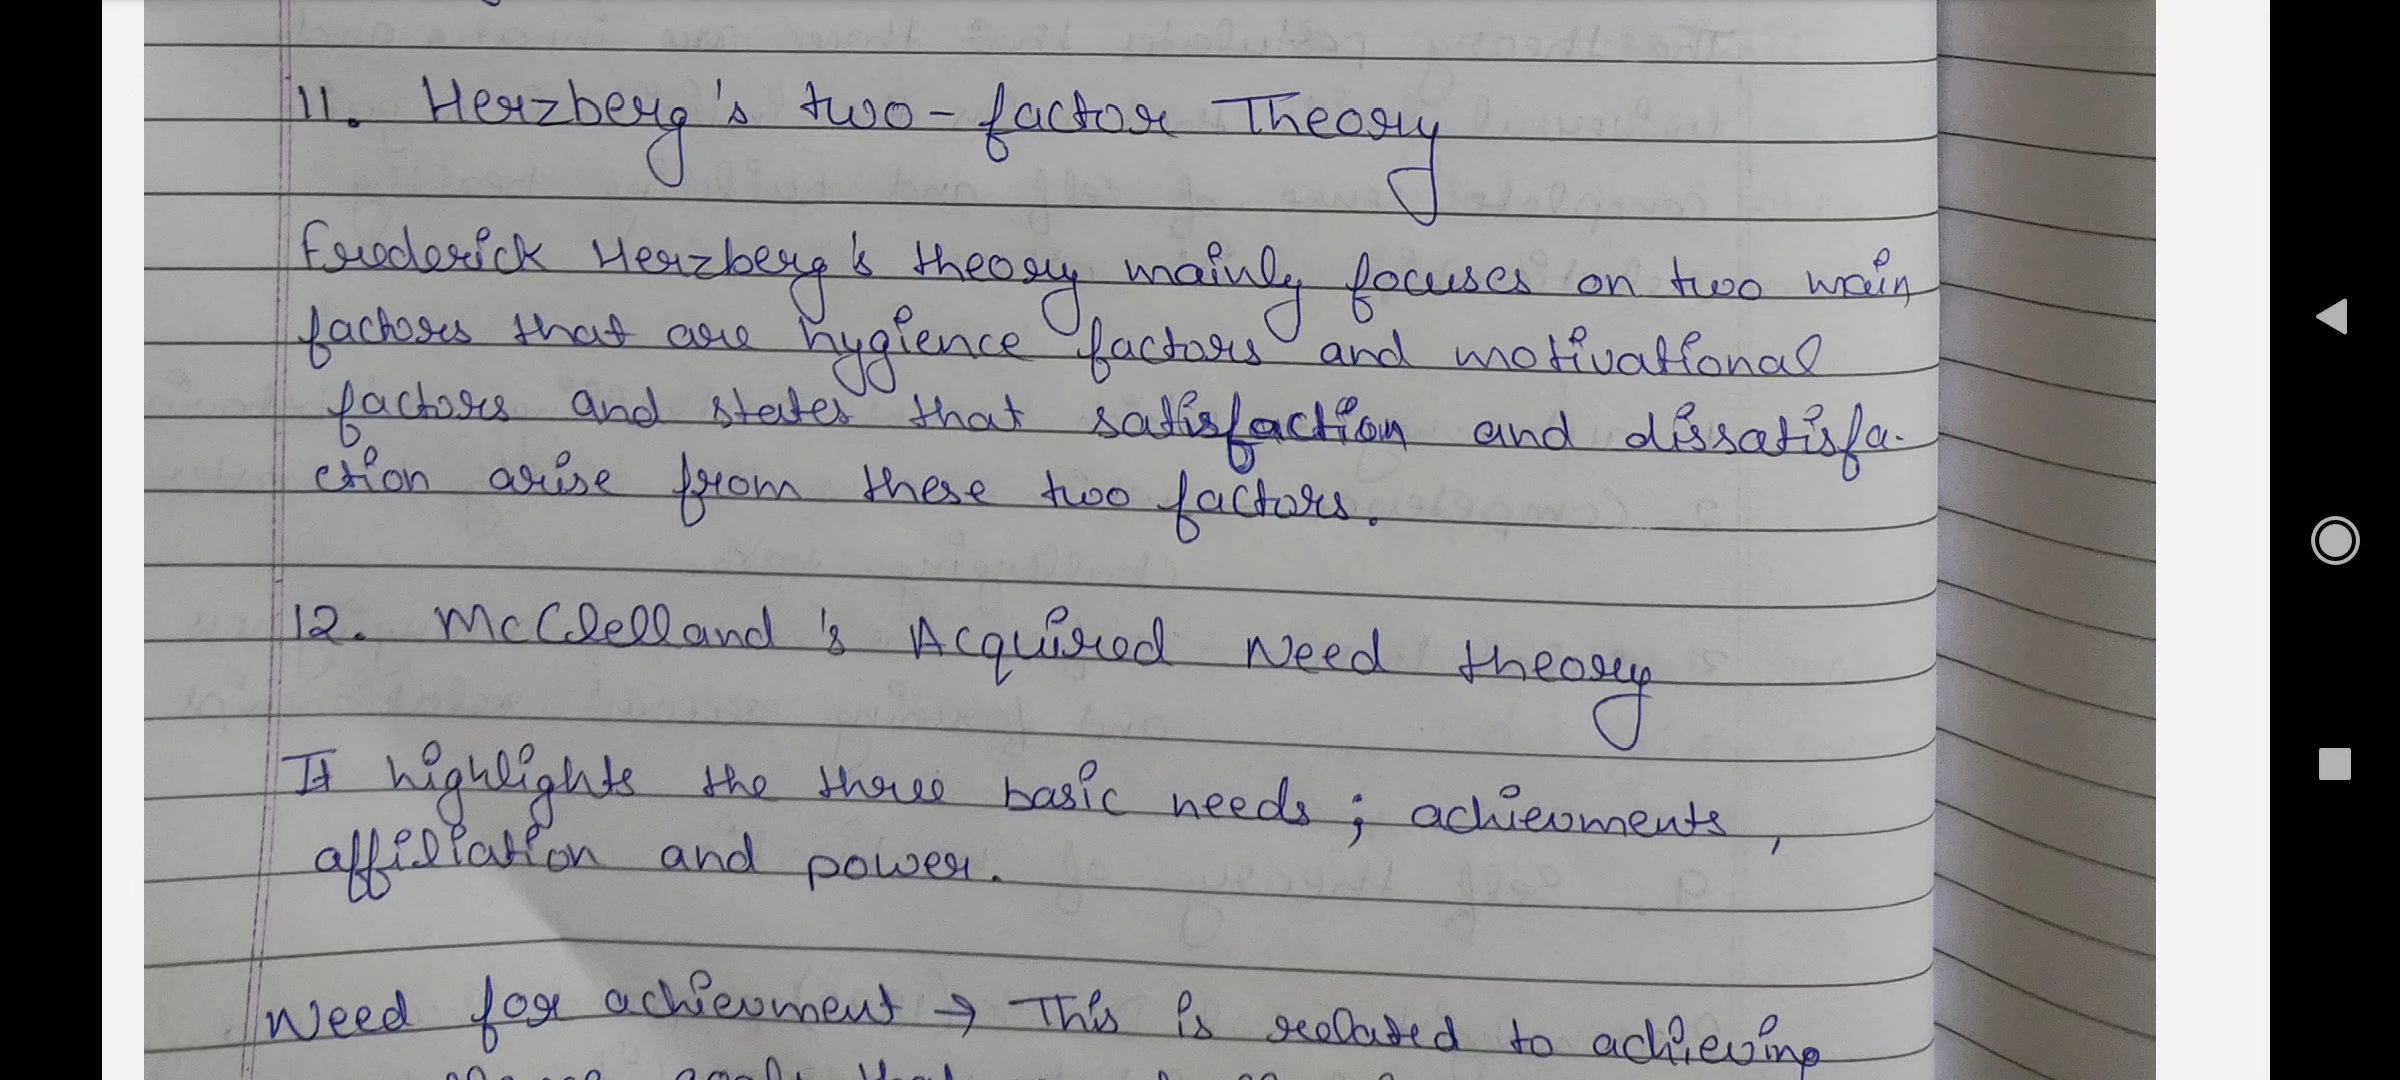 11. Herzberg's two-factor Theory
Frederick Herzberg's theory mainly focuses on two main
factors that are hygience factors and motivational
factors and states that satisfaction and dissatisfa-
ction arise from these two factors.
12. McClelland's Acquired Need theory
It highlights the three basic needs; achievments,
affiliation and power.
Need for achievment → This is related to achieving